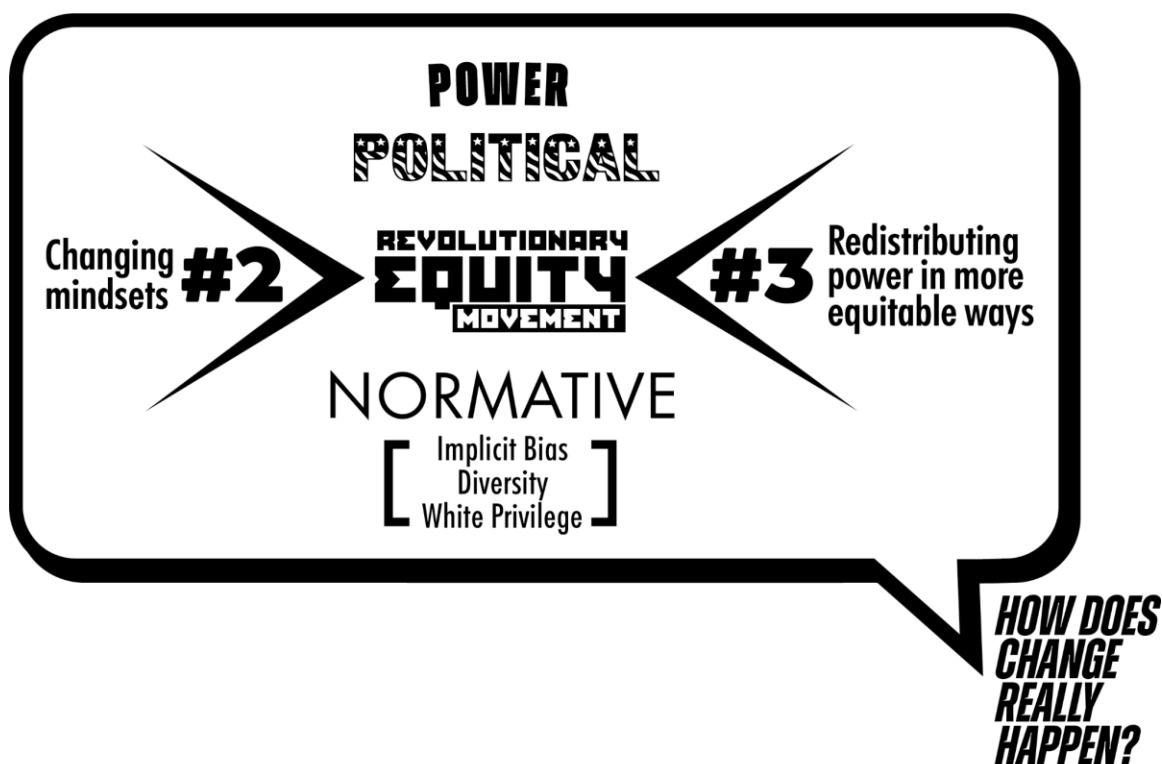 POWER
POLITICAL
Changing
mindsets
#2
REVOLUTIONARY
EQUITY
MOVEMENT
#3
Redistributing
power in more
equitable ways
NORMATIVE
Implicit Bias
Diversity
White Privilege
HOW DOES
CHANGE
REALLY
HAPPEN?